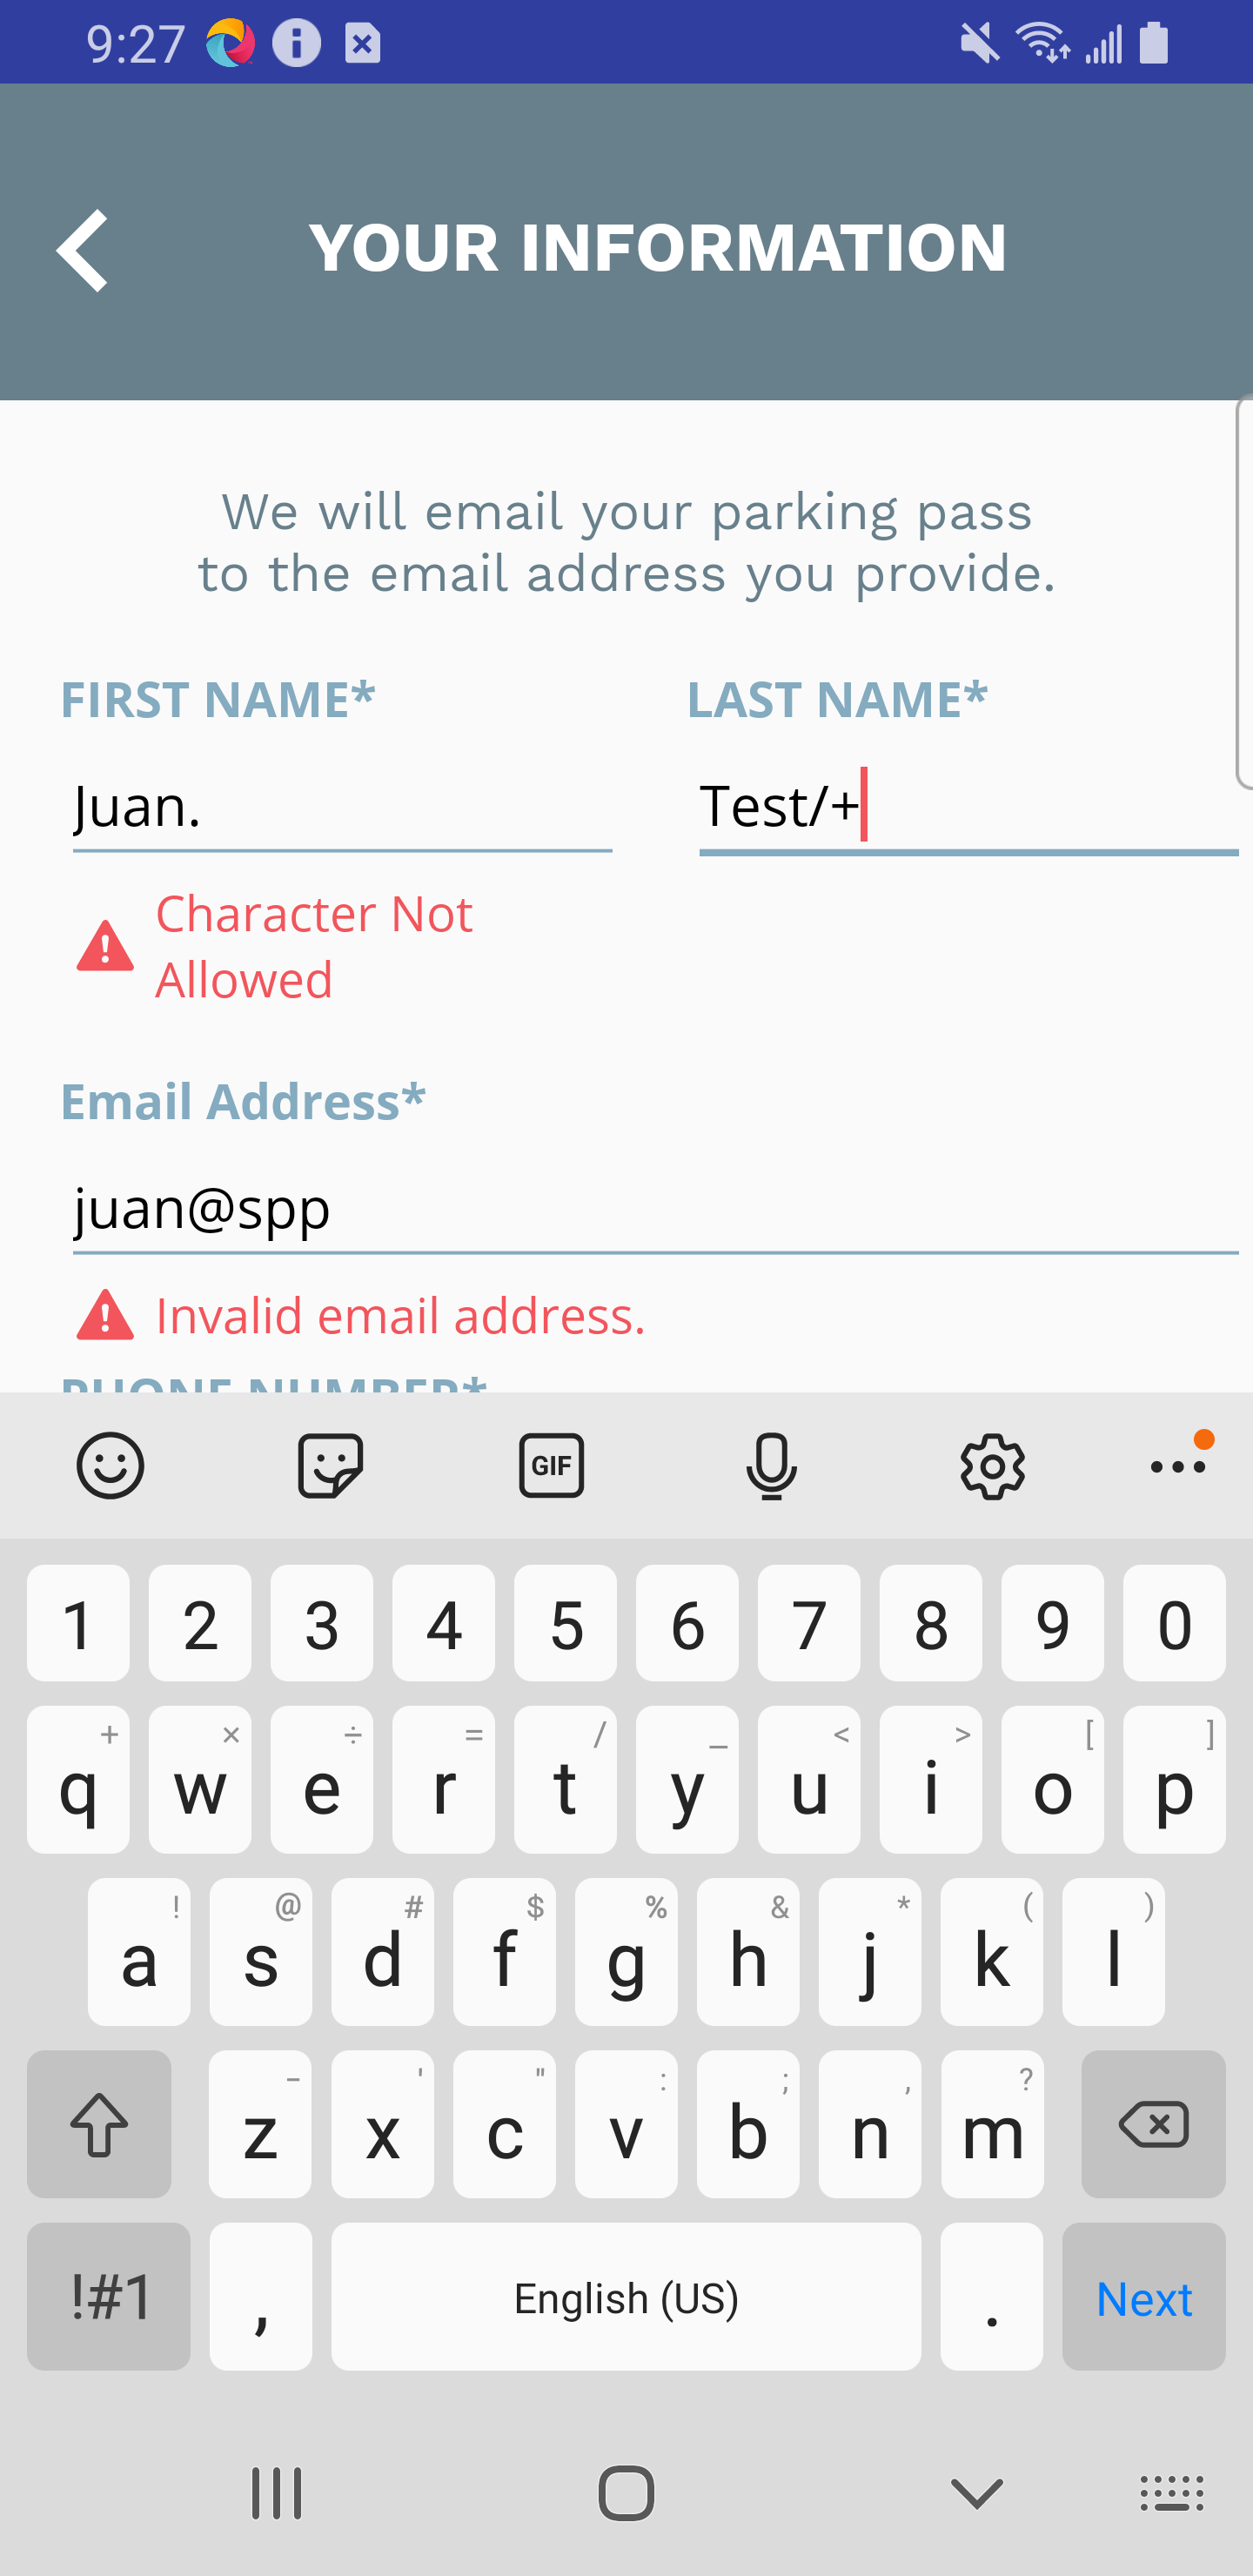 9:27
YOUR INFORMATION
We will email your parking pass
to the email address you provide.
FIRST NAME*
LAST NAME*
Juan.
Test/+
Character Not
Allowed
Email Address*
juan@spp
Invalid email address.
PHONE NUMBER*
GIF
1 2 3 4 5 6 7 8 9 0
+ × ÷ = / _ < > [ ]
q w e r t y u i o p
! @ # $ % & * ( )
a s d f g h j k l
- ' " : ; , ?
z x c v b n m
!#1 , English (US) . Next